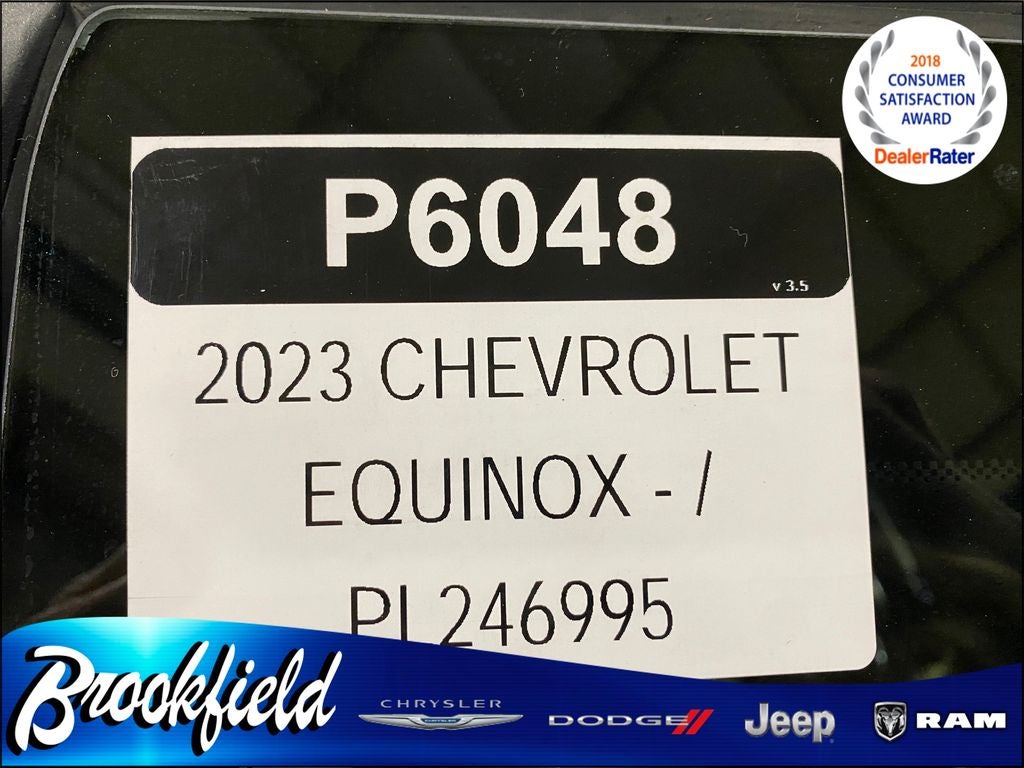 2018
CONSUMER
SATISFACTION
AWARD
DealerRater
P6048
v 3.5
2023 CHEVROLET
EQUINOX - /
PL246995
Brookfield
CHRYSLER
DODGE
Jeep
RAM